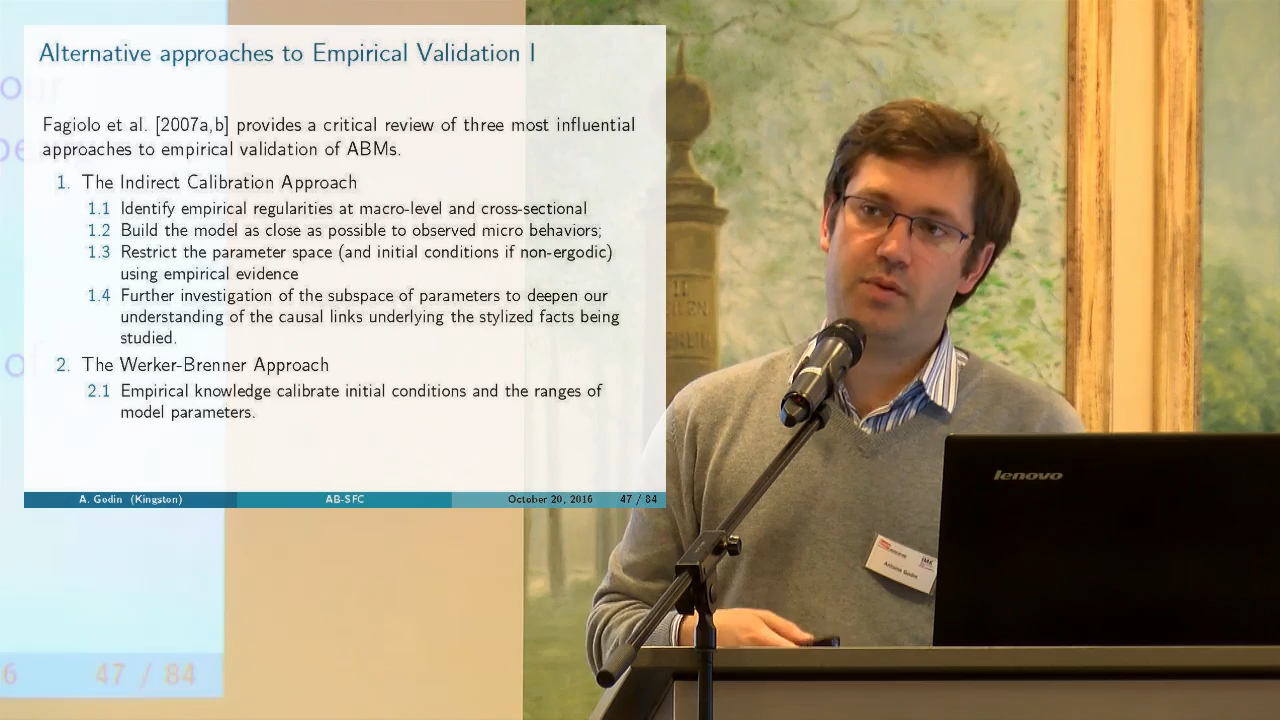 Alternative approaches to Empirical Validation I
Fagiolo et al. [2007a,b] provides a critical review of three most influential
approaches to empirical validation of ABMs.
1. The Indirect Calibration Approach
1.1 Identify empirical regularities at macro-level and cross-sectional
1.2 Build the model as close as possible to observed micro behaviors;
1.3 Restrict the parameter space (and initial conditions if non-ergodic)
using empirical evidence
1.4 Further investigation of the subspace of parameters to deepen our
understanding of the causal links underlying the stylized facts being
studied.
2. The Werker-Brenner Approach
2.1 Empirical knowledge calibrate initial conditions and the ranges of
model parameters.
A. Godin (Kingston) AB-SFC October 20, 2016 47 / 84
our
of
6 47 / 84
lenovo
IMK
Antoine Godin